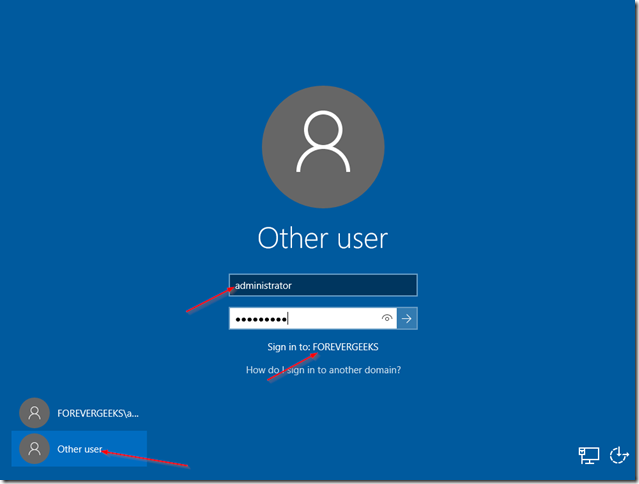 Other user
administrator
Sign in to: FOREVERGEEKS
How do I sign in to another domain?
FOREVERGEEKS\a...
Other user